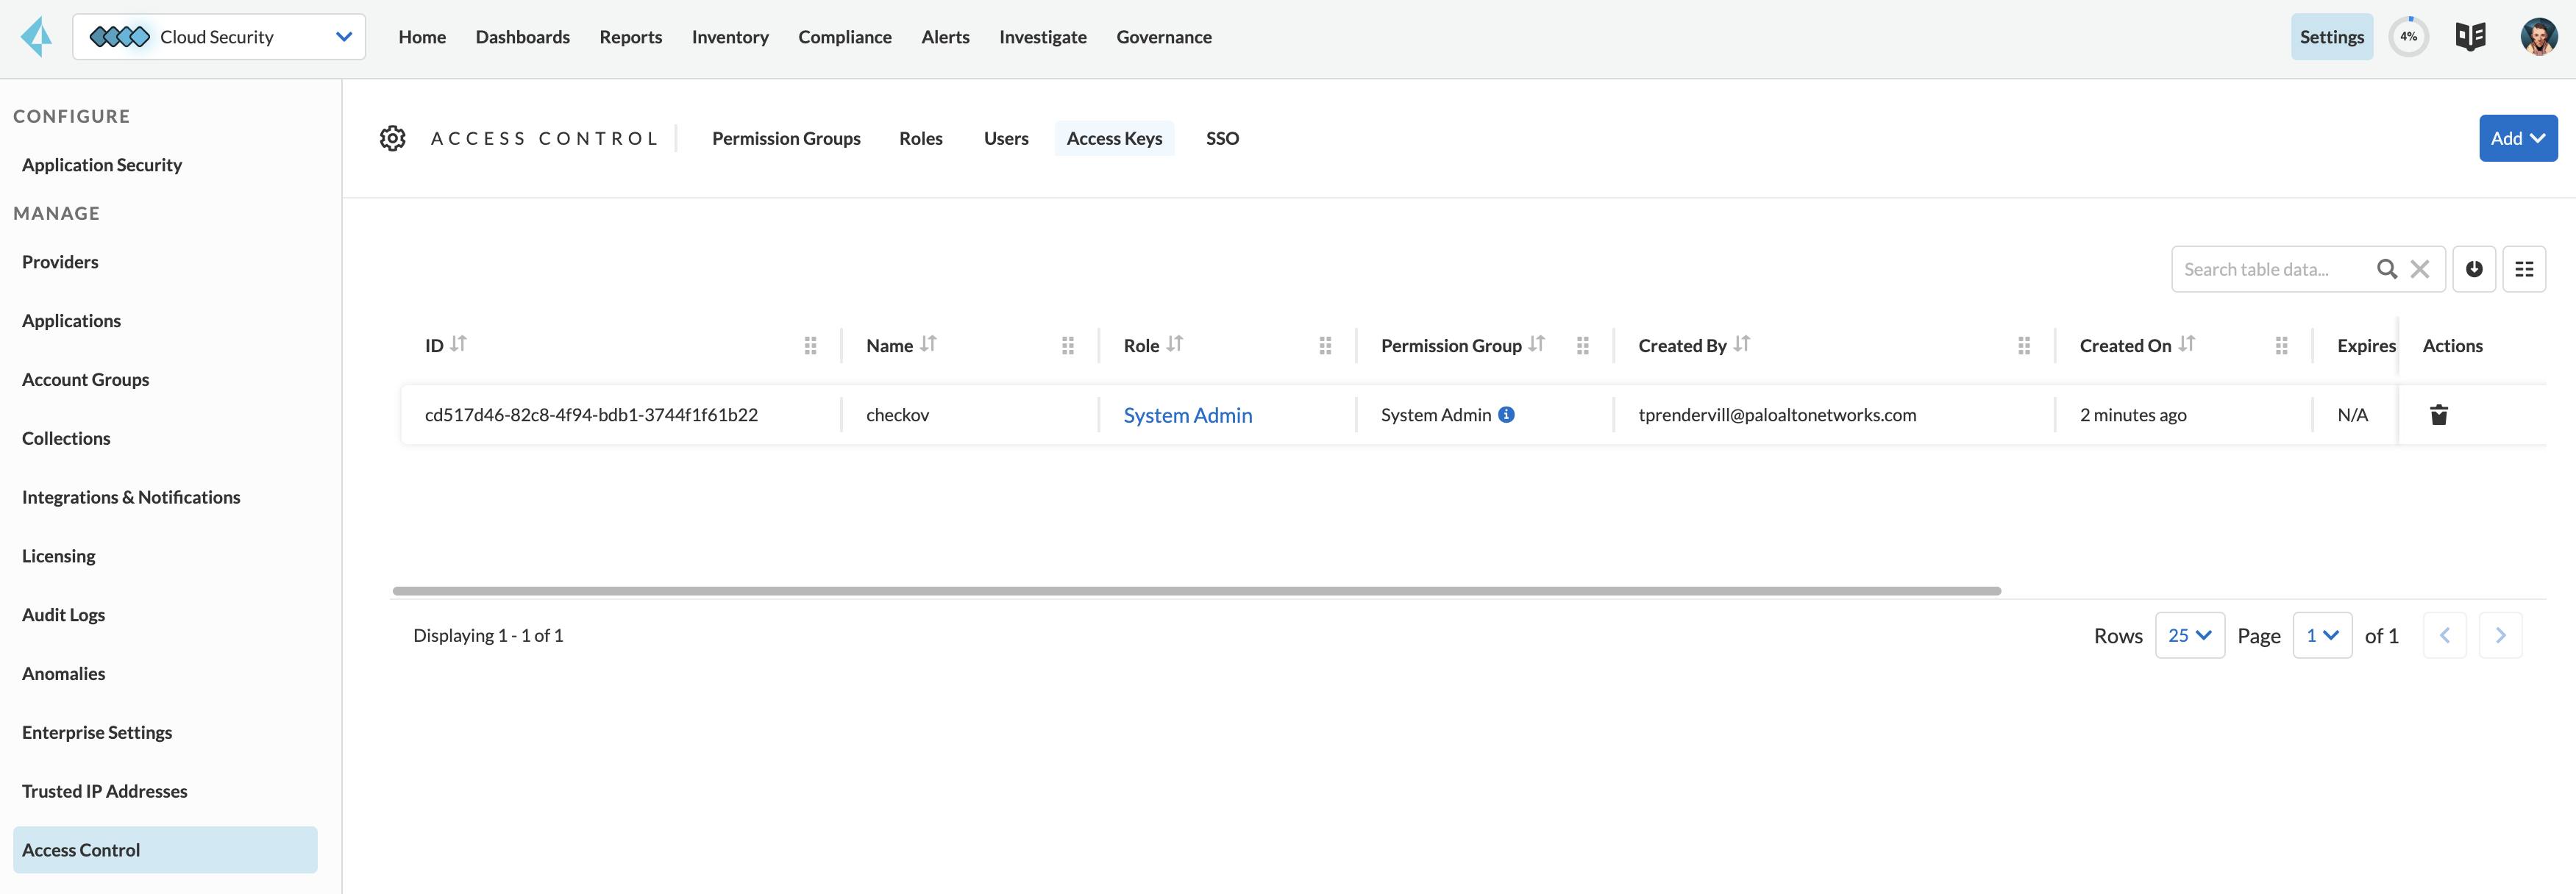 Cloud Security
Home Dashboards Reports Inventory Compliance Alerts Investigate Governance
Settings 4%
CONFIGURE
Application Security
MANAGE
Providers
Applications
Account Groups
Collections
Integrations & Notifications
Licensing
Audit Logs
Anomalies
Enterprise Settings
Trusted IP Addresses
Access Control
ACCESS CONTROL Permission Groups Roles Users Access Keys SSO
Add
Search table data...
ID Name Role Permission Group Created By Created On Expires Actions
cd517d46-82c8-4f94-bdb1-3744f1f61b22 checkov System Admin System Admin tprendervill@paloaltonetworks.com 2 minutes ago N/A
Displaying 1 - 1 of 1
Rows 25 Page 1 of 1